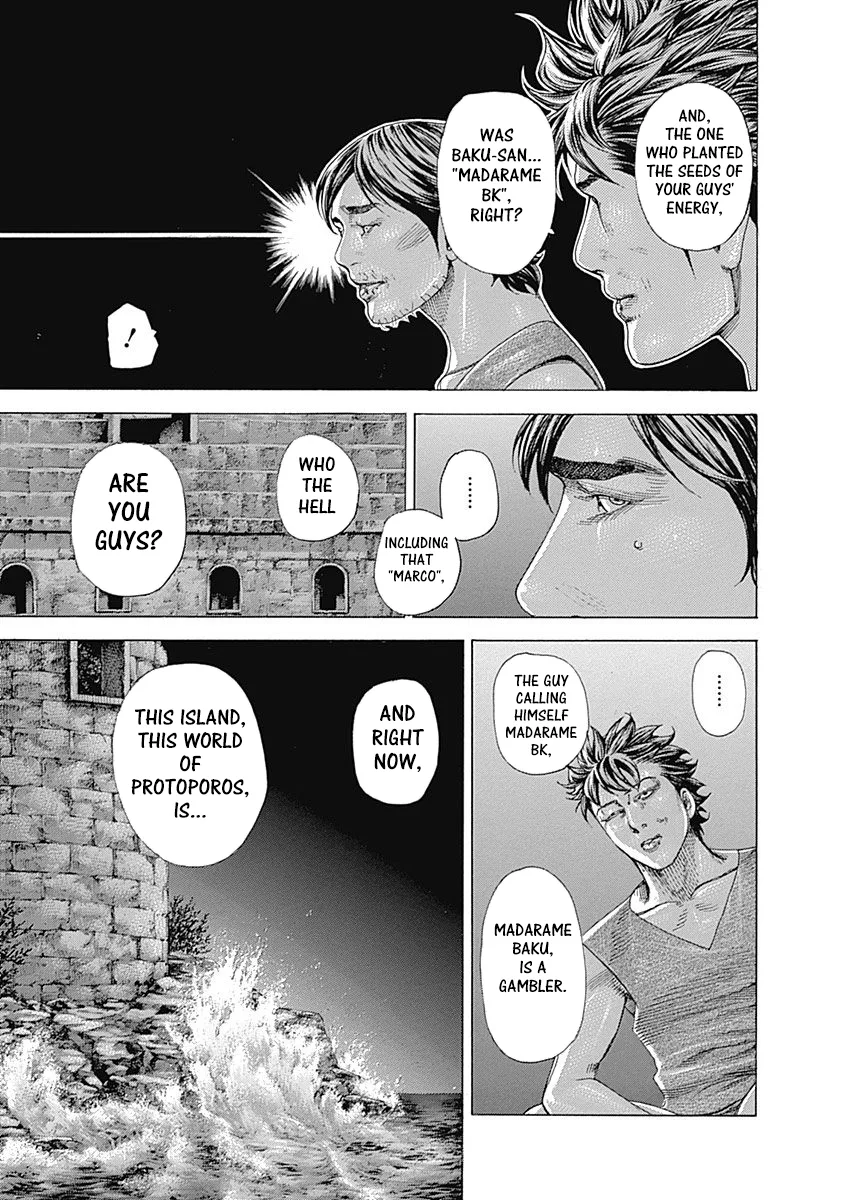 AND,
THE ONE
WHO PLANTED
THE SEEDS OF
YOUR GUYS'
ENERGY,
WAS
BAKU-SAN...
"MADARAME
BK",
RIGHT?
!
......
INCLUDING
THAT
"MARCO",
WHO
THE
HELL
ARE
YOU
GUYS?
......
THE GUY
CALLING
HIMSELF
MADARAME
BK,
MADARAME
BAKU,
IS A
GAMBLER.
AND
RIGHT
NOW,
THIS ISLAND,
THIS WORLD
OF
PROTOPOROS,
IS...